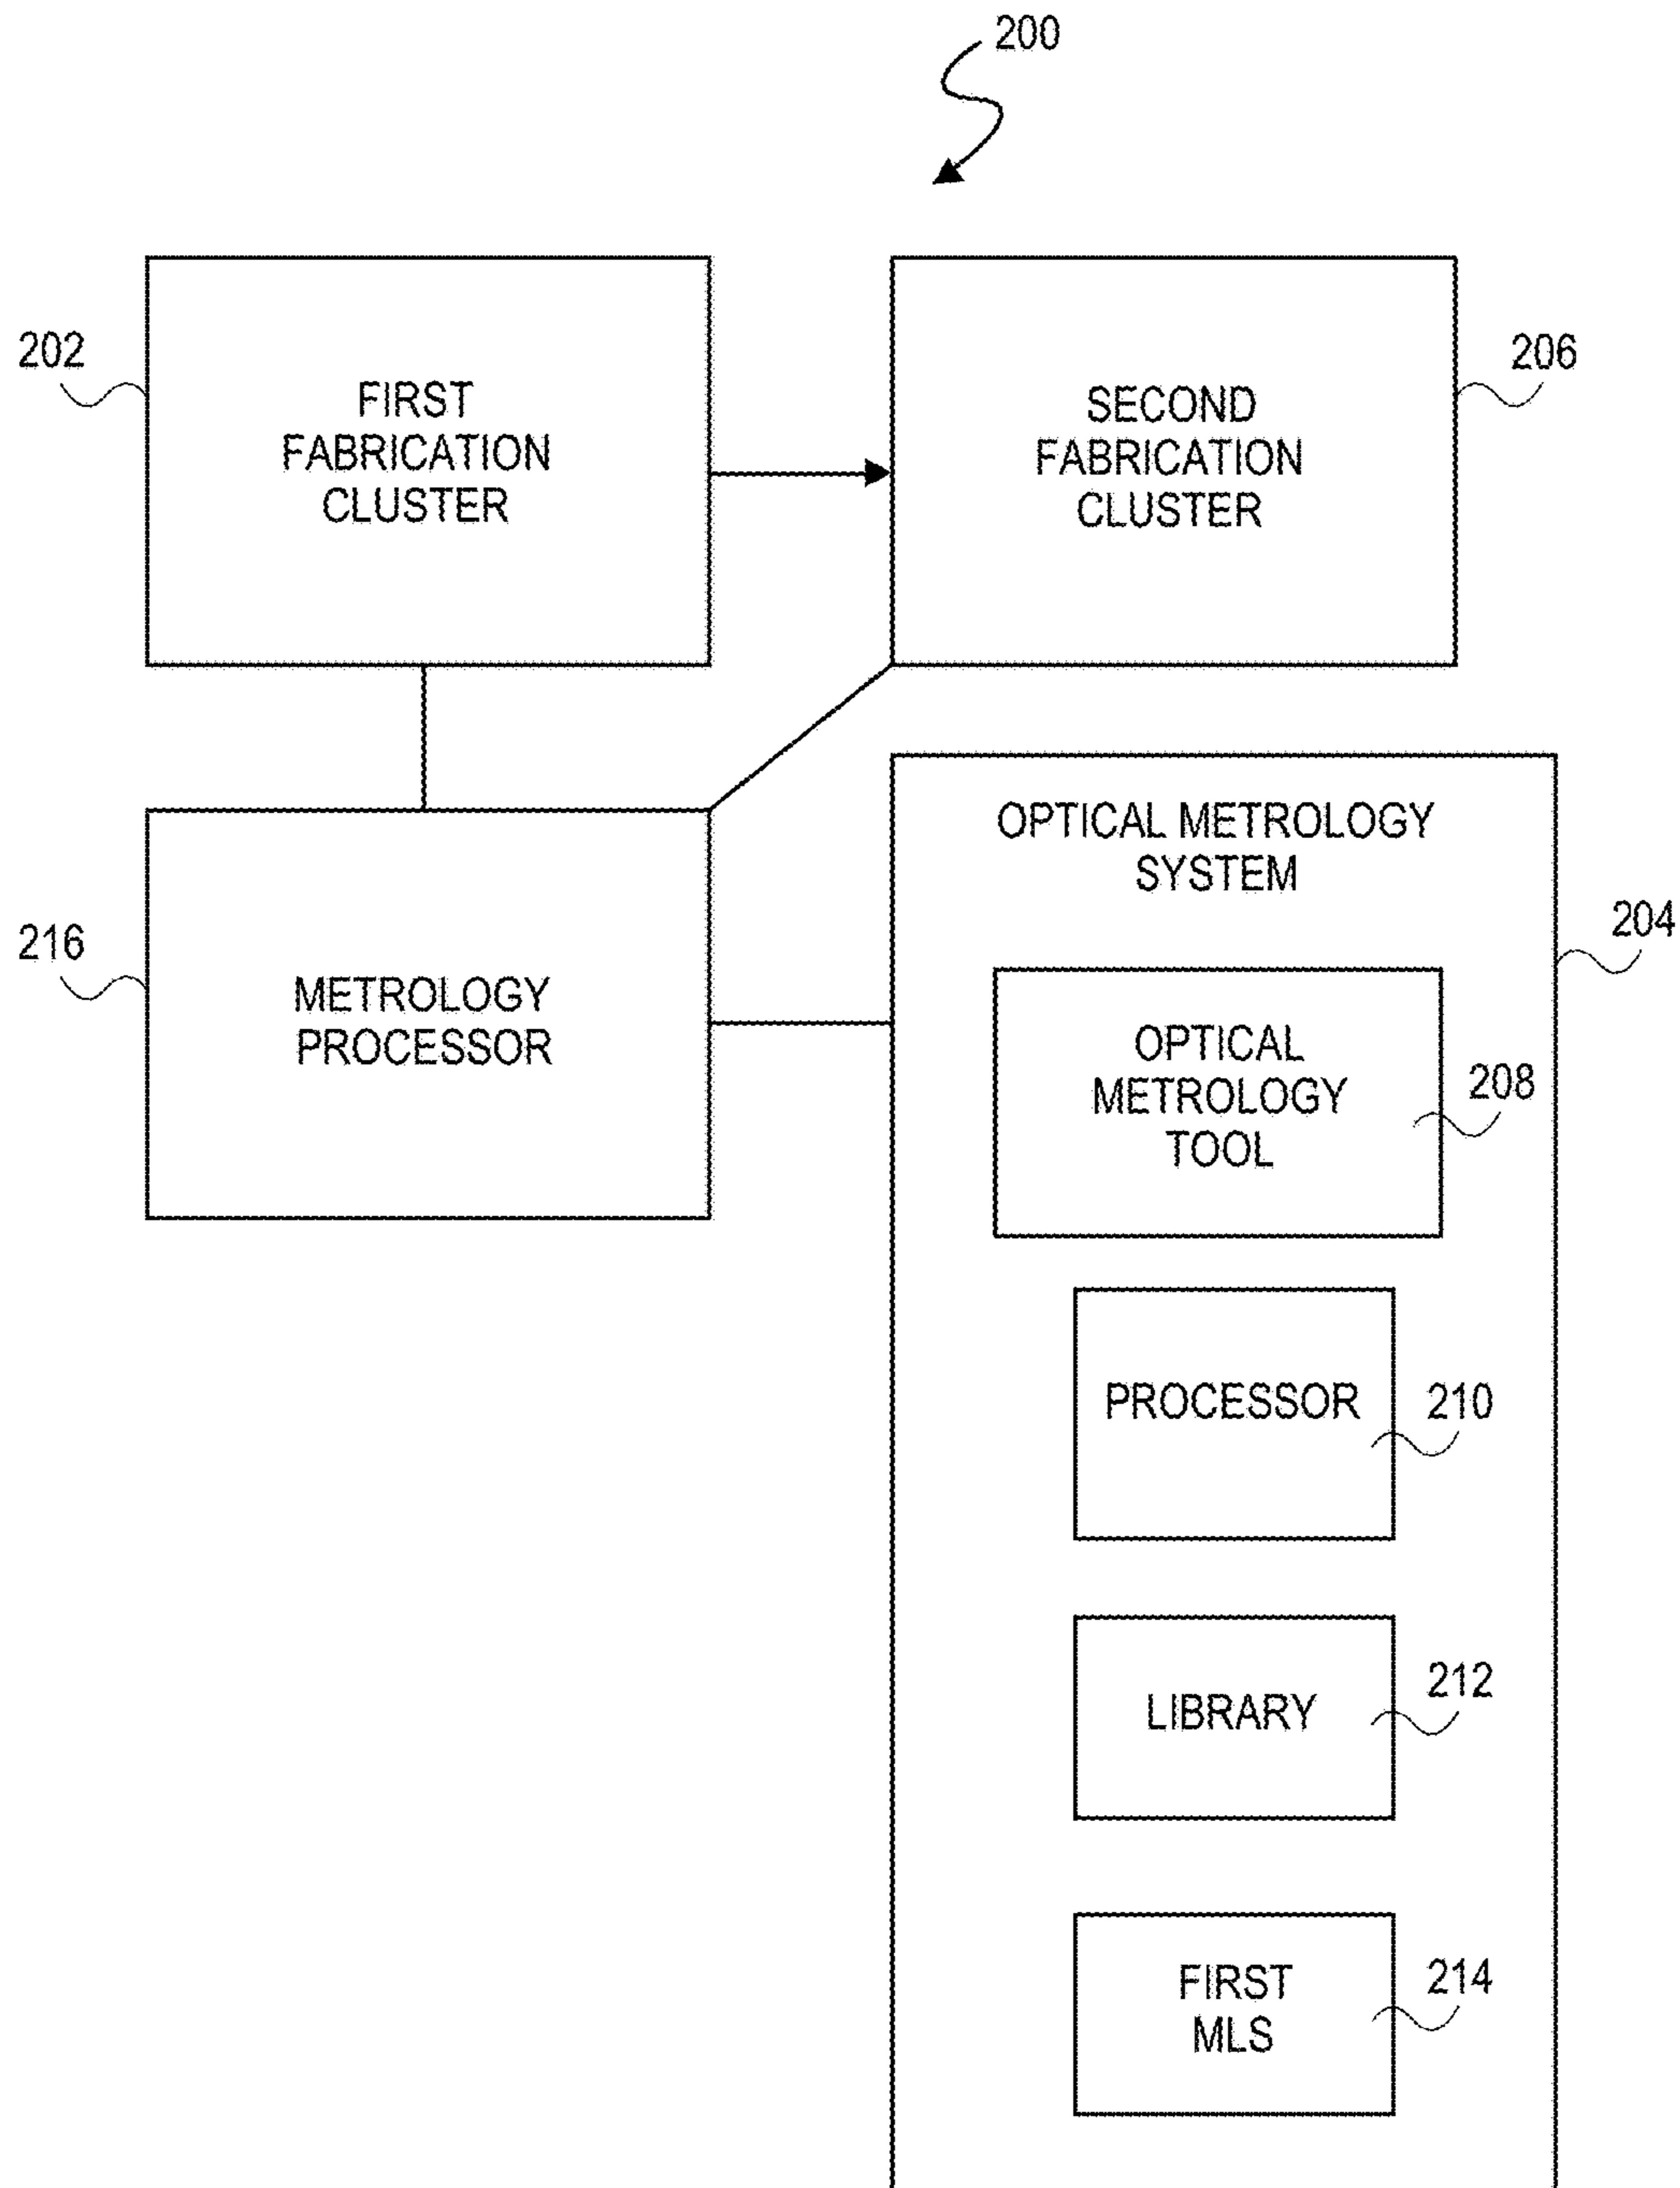 200
202
FIRST
FABRICATION
CLUSTER
SECOND
FABRICATION
CLUSTER
206
216
METROLOGY
PROCESSOR
OPTICAL METROLOGY
SYSTEM
204
OPTICAL
METROLOGY
TOOL
208
PROCESSOR
210
LIBRARY
212
FIRST
MLS
214